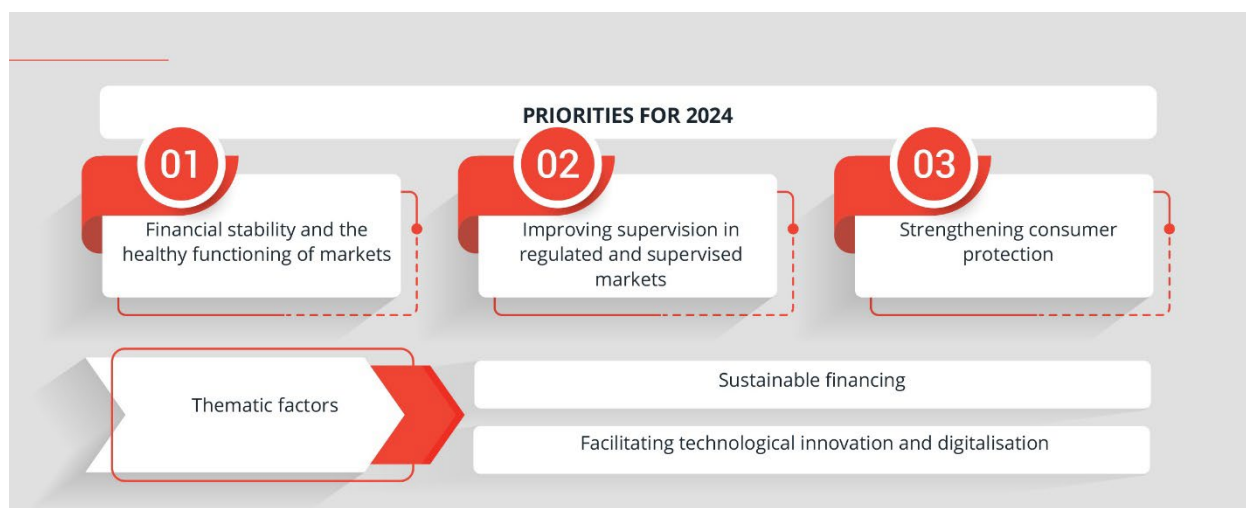 PRIORITIES FOR 2024
01
Financial stability and the
healthy functioning of markets
02
Improving supervision in
regulated and supervised
markets
03
Strengthening consumer
protection
Thematic factors
Sustainable financing
Facilitating technological innovation and digitalisation